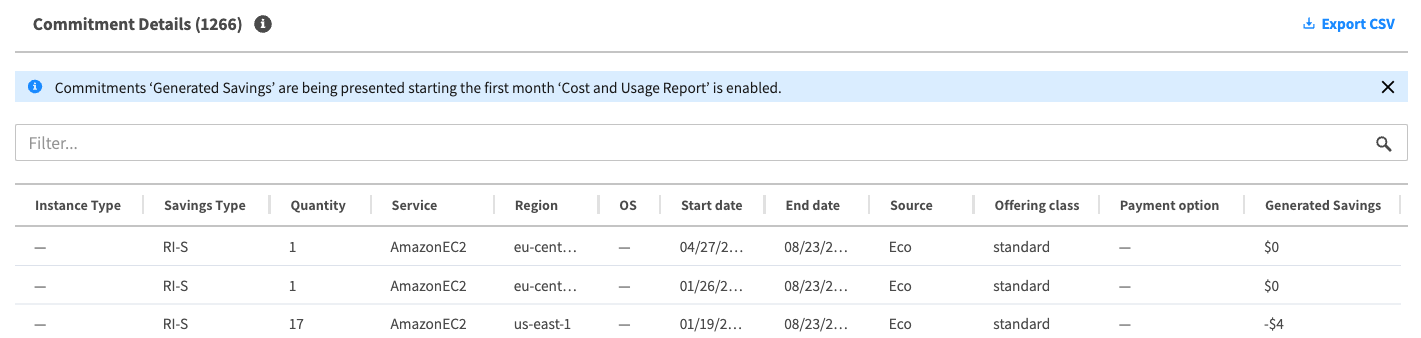 Commitment Details (1266)
Export CSV
Commitments ‘Generated Savings’ are being presented starting the first month ‘Cost and Usage Report’ is enabled.
Filter...
Instance Type Savings Type Quantity Service Region OS Start date End date Source Offering class Payment option Generated Savings
— RI-S 1 AmazonEC2 eu-cent... — 04/27/2... 08/23/2... Eco standard — $0
— RI-S 1 AmazonEC2 eu-cent... — 01/26/2... 08/23/2... Eco standard — $0
— RI-S 17 AmazonEC2 us-east-1 — 01/19/2... 08/23/2... Eco standard — -$4